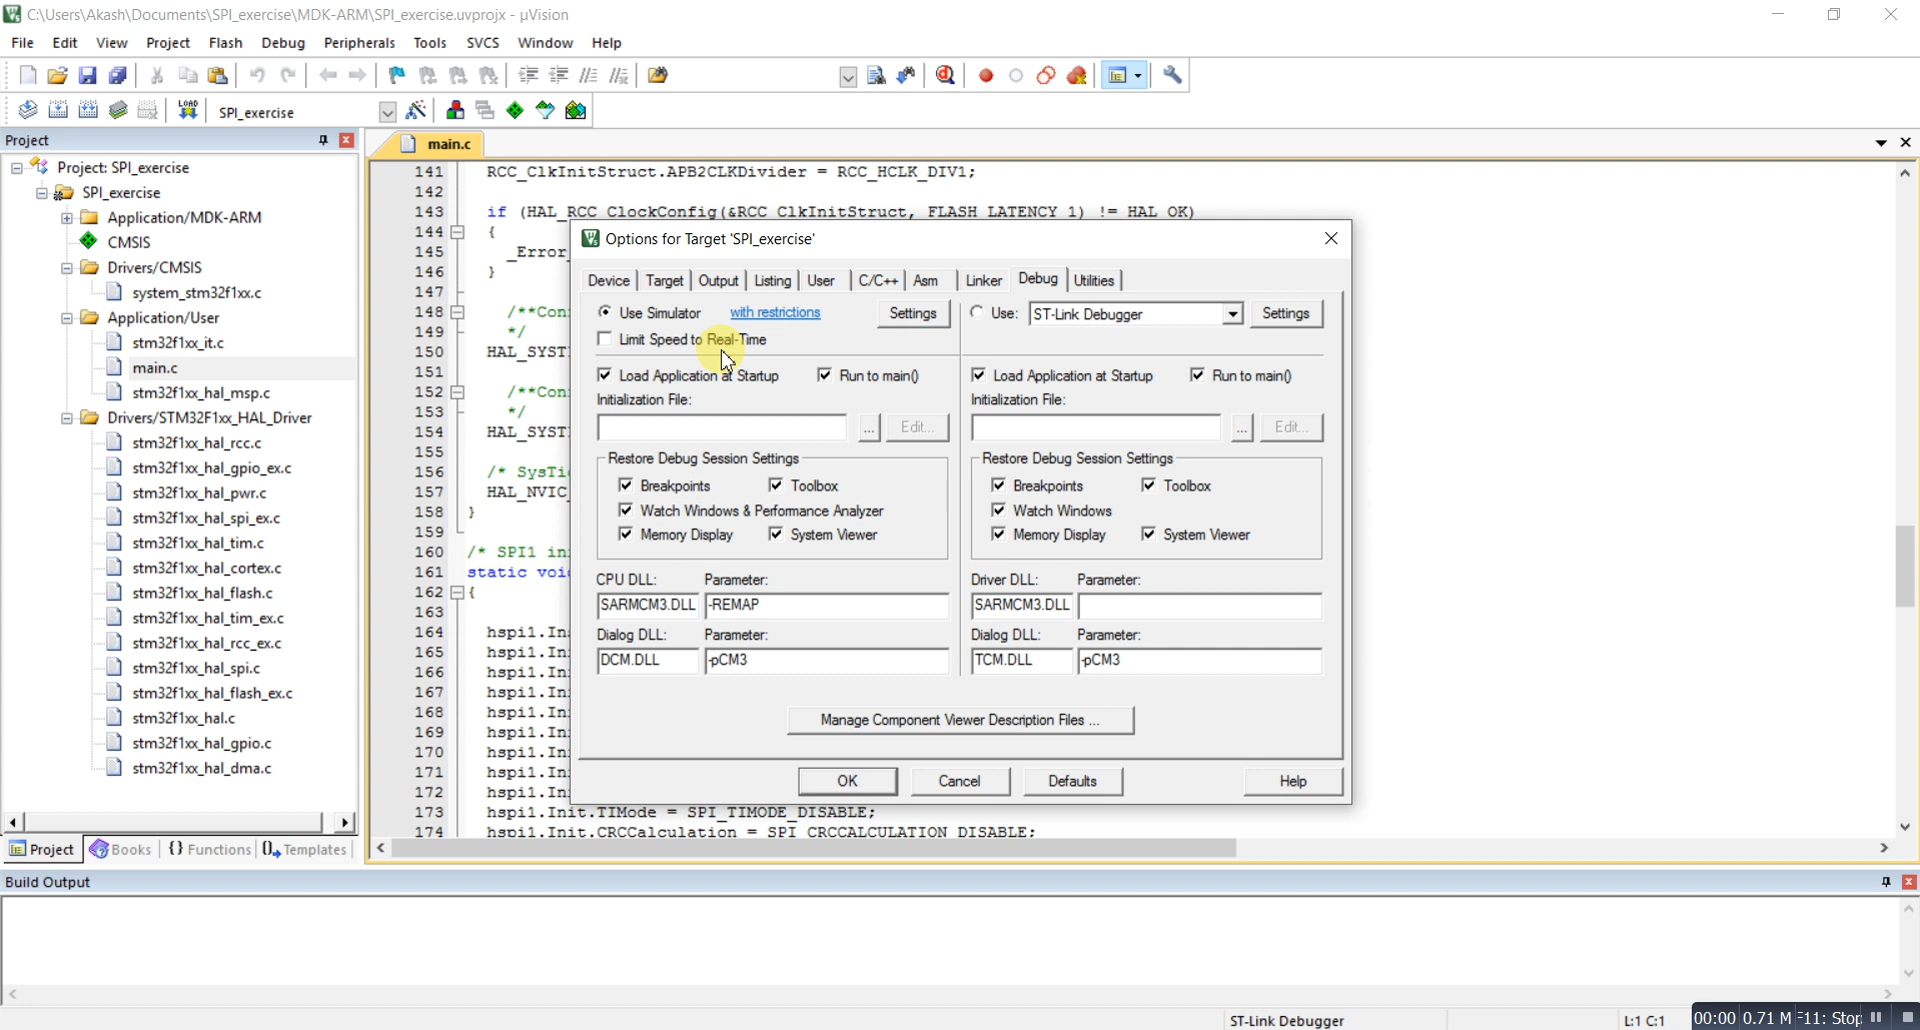 C:\Users\Akash\Documents\SPI_exercise\MDK-ARM\SPI_exercise.uvprojx - µVision
File Edit View Project Flash Debug Peripherals Tools SVCS Window Help
LOAD SPI_exercise
Project
main.c
Project: SPI_exercise
SPI_exercise
Application/MDK-ARM
CMSIS
Drivers/CMSIS
system_stm32f1xx.c
Application/User
stm32f1xx_it.c
main.c
stm32f1xx_hal_msp.c
Drivers/STM32F1xx_HAL_Driver
stm32f1xx_hal_rcc.c
stm32f1xx_hal_gpio_ex.c
stm32f1xx_hal_pwr.c
stm32f1xx_hal_spi_ex.c
stm32f1xx_hal_tim.c
stm32f1xx_hal_cortex.c
stm32f1xx_hal_flash.c
stm32f1xx_hal_tim_ex.c
stm32f1xx_hal_rcc_ex.c
stm32f1xx_hal_spi.c
stm32f1xx_hal_flash_ex.c
stm32f1xx_hal.c
stm32f1xx_hal_gpio.c
stm32f1xx_hal_dma.c
Project Books {} Functions Templates
141 RCC_ClkInitStruct.APB2CLKDivider = RCC_HCLK_DIV1;
142
143 if (HAL_RCC_ClockConfig(&RCC_ClkInitStruct, FLASH_LATENCY_1) != HAL_OK)
144 {
145 _Error
146 }
147
148 /**Con
149 */
150 HAL_SYST
151
152 /**Con
153 */
154 HAL_SYST
155
156 /* SysTi
157 HAL_NVIC
158 }
159
160 /* SPI1 in
161 static voi
162 {
163
164 hspi1.In
165 hspi1.In
166 hspi1.In
167 hspi1.In
168 hspi1.In
169 hspi1.In
170 hspi1.In
171 hspi1.In
172 hspi1.In
173 hspi1.Init.TIMode = SPI_TIMODE_DISABLE;
174 hspi1.Init.CRCCalculation = SPI_CRCCALCULATION_DISABLE;
Options for Target 'SPI_exercise'
Device Target Output Listing User C/C++ Asm Linker Debug Utilities
Use Simulator with restrictions Settings
Limit Speed to Real-Time
Load Application at Startup Run to main()
Initialization File:
... Edit...
Restore Debug Session Settings
Breakpoints Toolbox
Watch Windows & Performance Analyzer
Memory Display System Viewer
CPU DLL: Parameter:
SARMCM3.DLL -REMAP
Dialog DLL: Parameter:
DCM.DLL -pCM3
Use: ST-Link Debugger Settings
Load Application at Startup Run to main()
Initialization File:
... Edit...
Restore Debug Session Settings
Breakpoints Toolbox
Watch Windows
Memory Display System Viewer
Driver DLL: Parameter:
SARMCM3.DLL
Dialog DLL: Parameter:
TCM.DLL -pCM3
Manage Component Viewer Description Files ...
OK Cancel Defaults Help
Build Output
ST-Link Debugger L:1 C:1
00:00 0.71 M F11: Stop